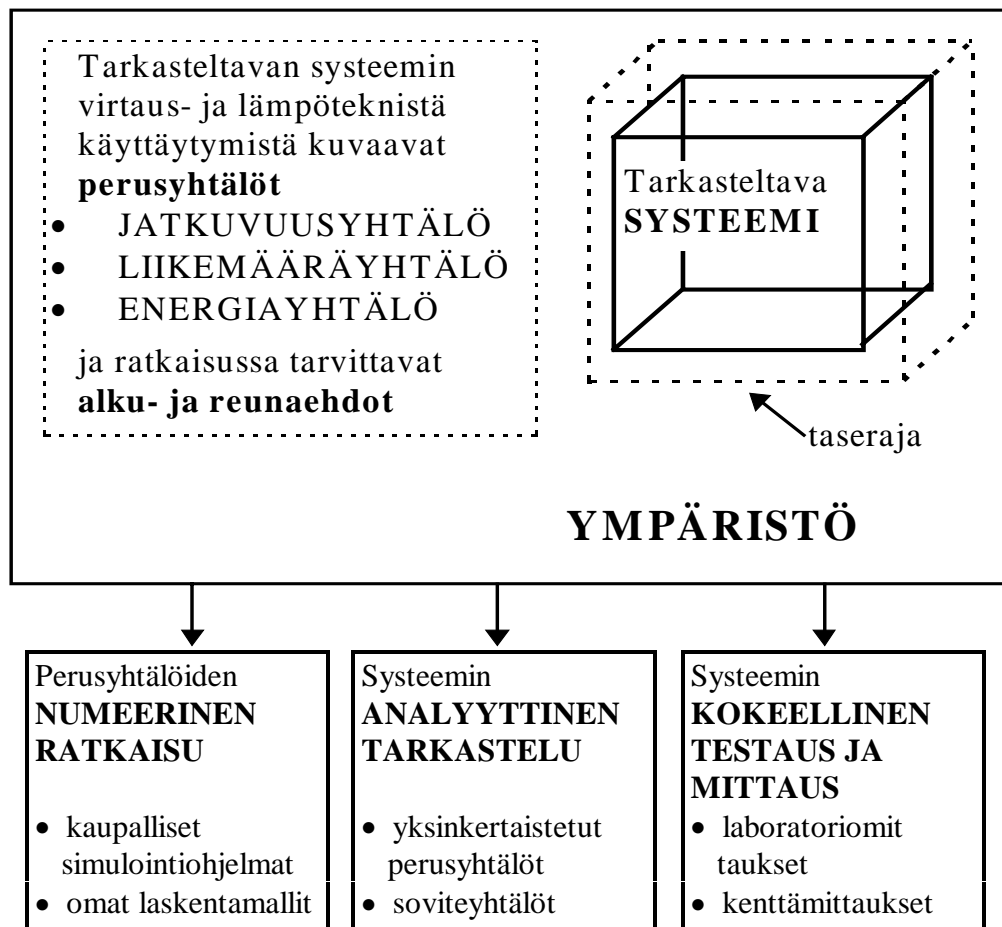 Tarkasteltavan systeemin
virtaus- ja lämpöteknistä
käyttäytymistä kuvaavat
perusyhtälöt
• JATKUVUUSYHTÄLÖ
• LIIKEMÄÄRÄYHTÄLÖ
• ENERGIAYHTÄLÖ
ja ratkaisussa tarvittavat
alku- ja reunaehdot
Tarkasteltava
SYSTEEMI
taseraja
YMPÄRISTÖ
Perusyhtälöiden
NUMEERINEN
RATKAISU
• kaupalliset
simulointiohjelmat
• omat laskentamallit
Systeemin
ANALYYTTINEN
TARKASTELU
• yksinkertaistetut
perusyhtälöt
• soviteyhtälöt
Systeemin
KOKEELLINEN
TESTAUS JA
MITTAUS
• laboratoriomit
taukset
• kenttämittaukset